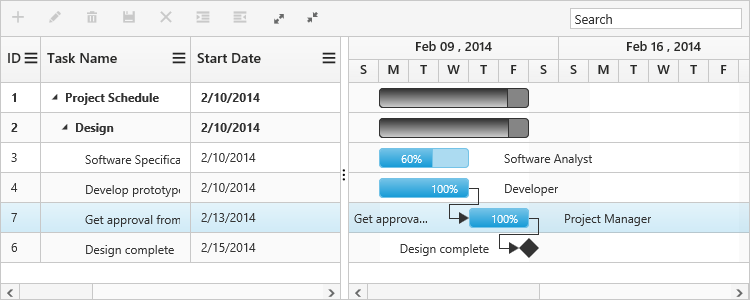 Search
ID Task Name Start Date
Feb 09 , 2014 Feb 16 , 2014
S M T W T F S S M T W T F S
1 Project Schedule 2/10/2014
2 Design 2/10/2014
3 Software Specifica 2/10/2014 60% Software Analyst
4 Develop prototype 2/10/2014 100% Developer
7 Get approval from 2/13/2014 Get approva... 100% Project Manager
6 Design complete 2/15/2014 Design complete